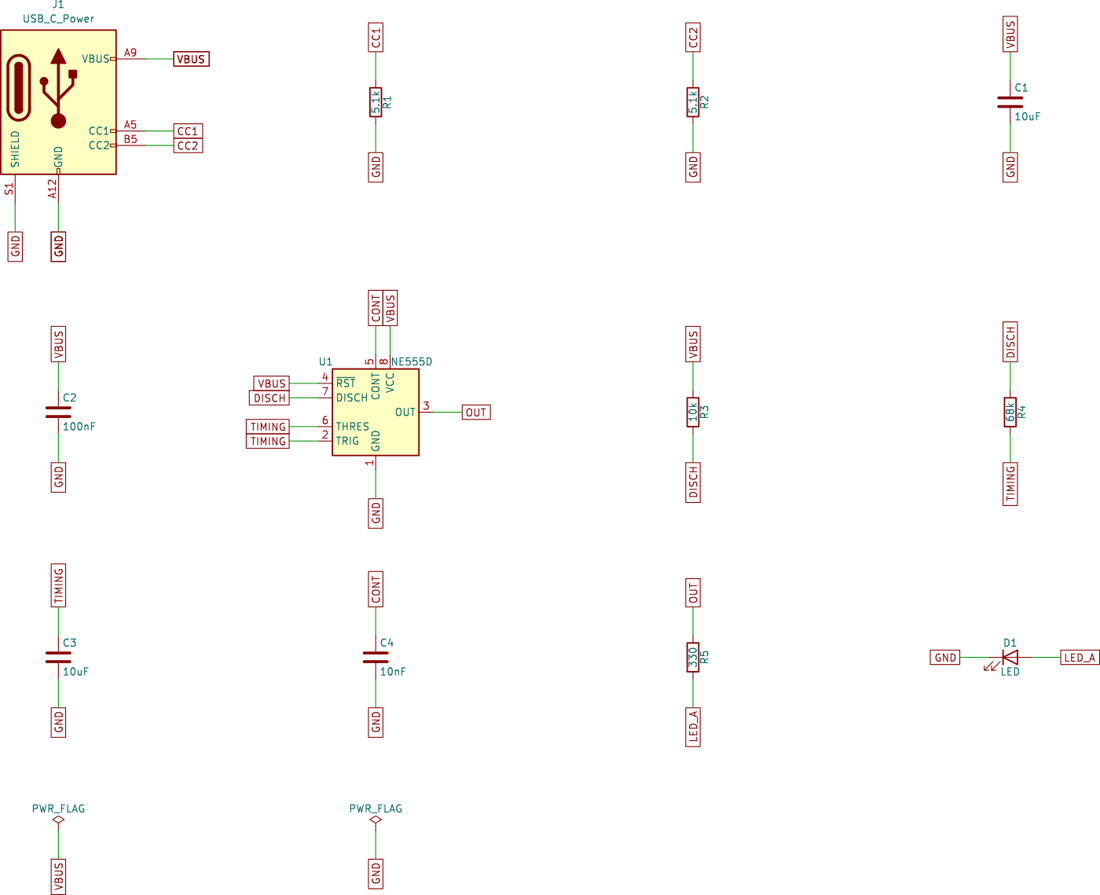 J1
USB_C_Power
VBUS
A9
VBUS
CC1
A5
CC1
CC2
B5
CC2
SHIELD
GND
S1
A12
GND
GND
CC1
5.1k
R1
GND
CC2
5.1k
R2
GND
VBUS
C1
10uF
GND
VBUS
C2
100nF
GND
CONT
VBUS
U1
5
8
NE555D
VBUS
4
RST
CONT
VCC
DISCH
7
DISCH
OUT
3
OUT
TIMING
6
THRES
TIMING
2
TRIG
GND
1
GND
VBUS
10k
R3
DISCH
DISCH
68k
R4
TIMING
TIMING
C3
10uF
GND
CONT
C4
10nF
GND
OUT
330
R5
LED_A
D1
GND
LED_A
LED
PWR_FLAG
VBUS
PWR_FLAG
GND